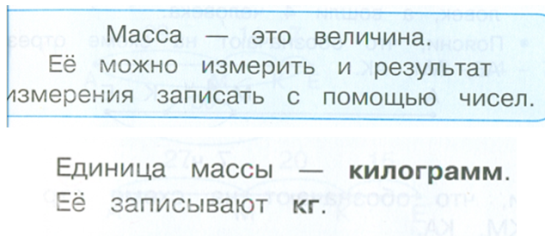 Масса — это величина.
Её можно измерить и результат
измерения записать с помощью чисел.
Единица массы — килограмм.
Её записывают кг.